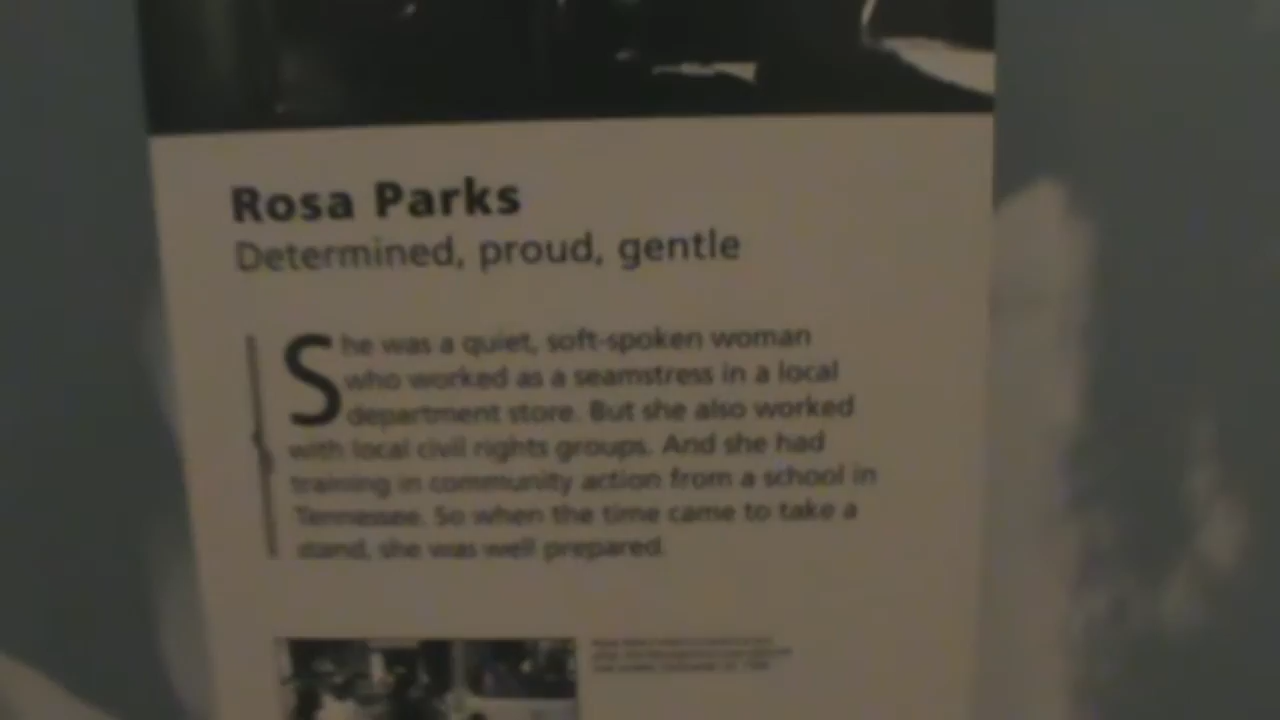 Rosa Parks
Determined, proud, gentle
She was a quiet, soft-spoken woman
who worked as a seamstress in a local
department store. But she also worked
with local civil rights groups. And she had
training in community action from a school in
Tennessee. So when the time came to take a
stand, she was well prepared.